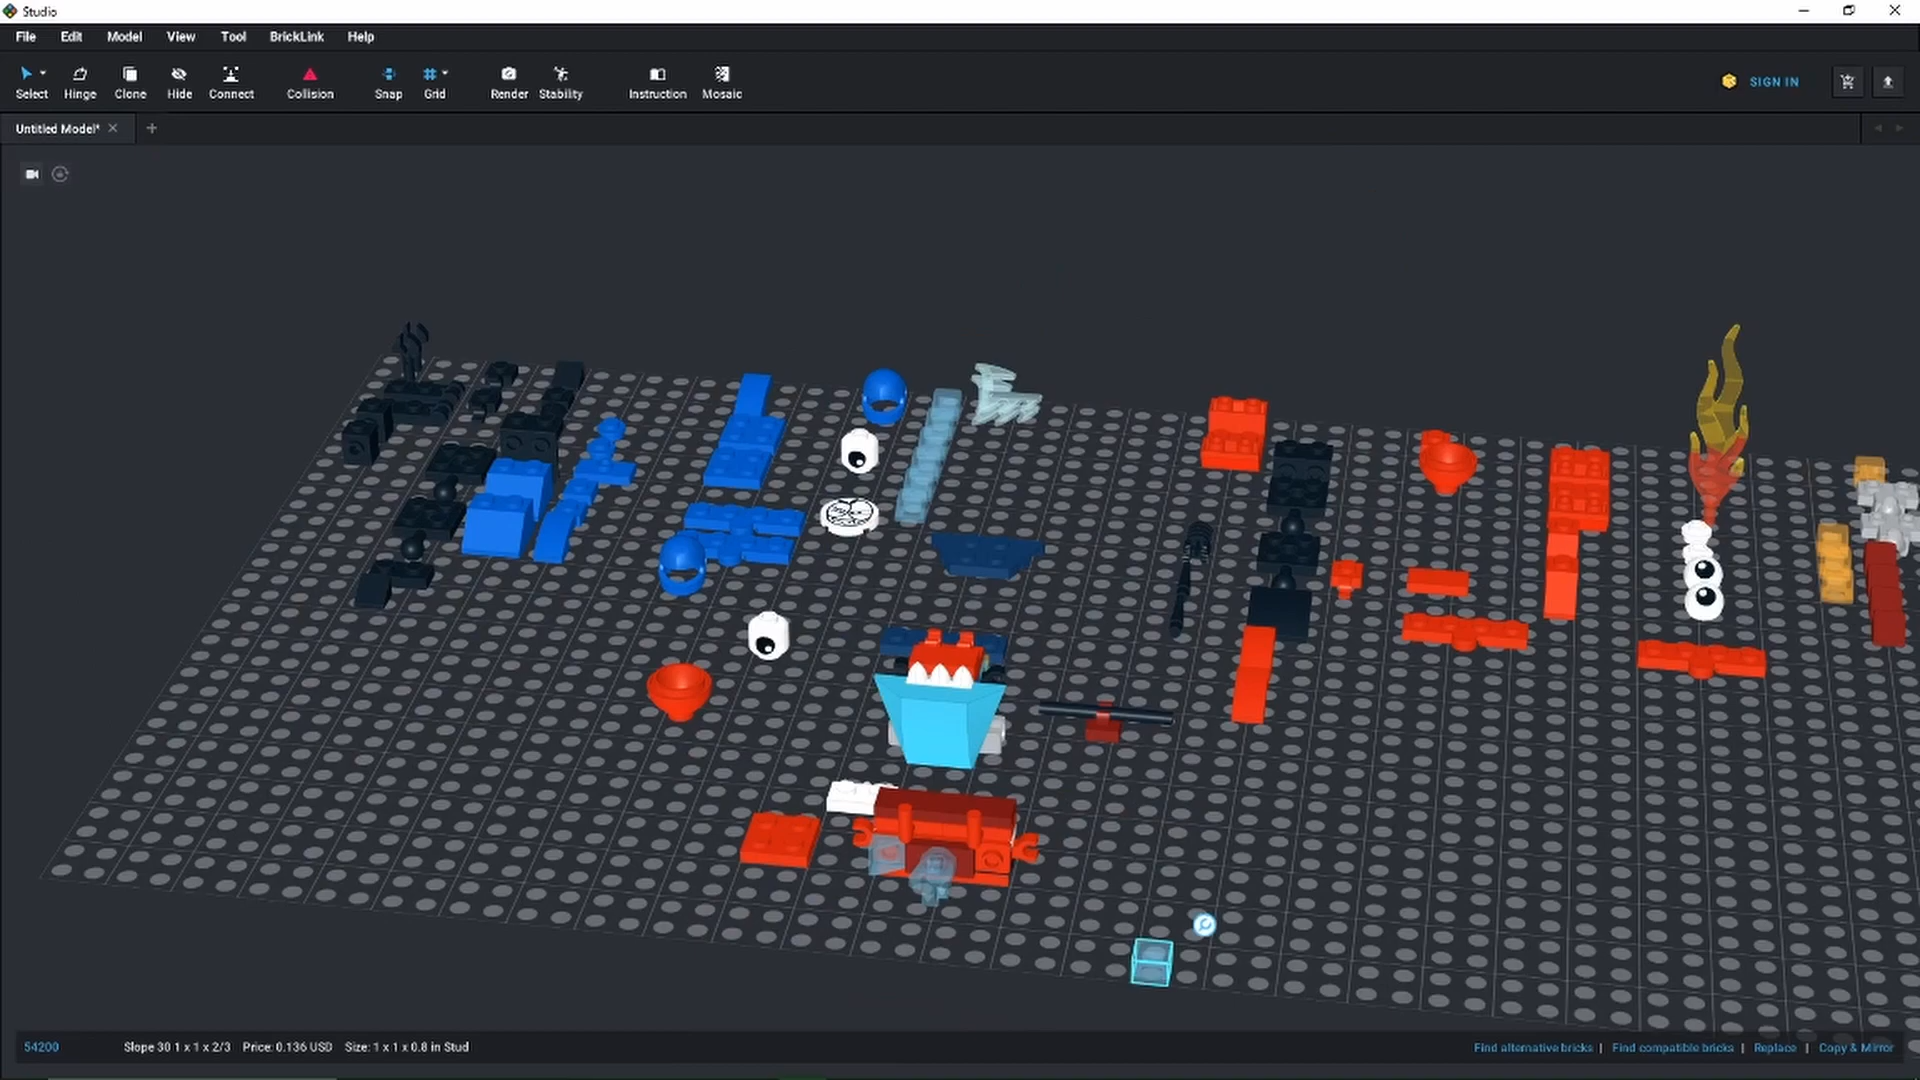 Studio
File Edit Model View Tool BrickLink Help
Select Hinge Clone Hide Connect Collision Snap Grid Render Stability Instruction Mosaic SIGN IN
Untitled Model*
54200 Slope 30 1 x 1 x 2/3 Price: 0.136 USD Size: 1 x 1 x 0.8 in Stud Find alternative bricks | Find compatible bricks | Replace | Copy & Mirror